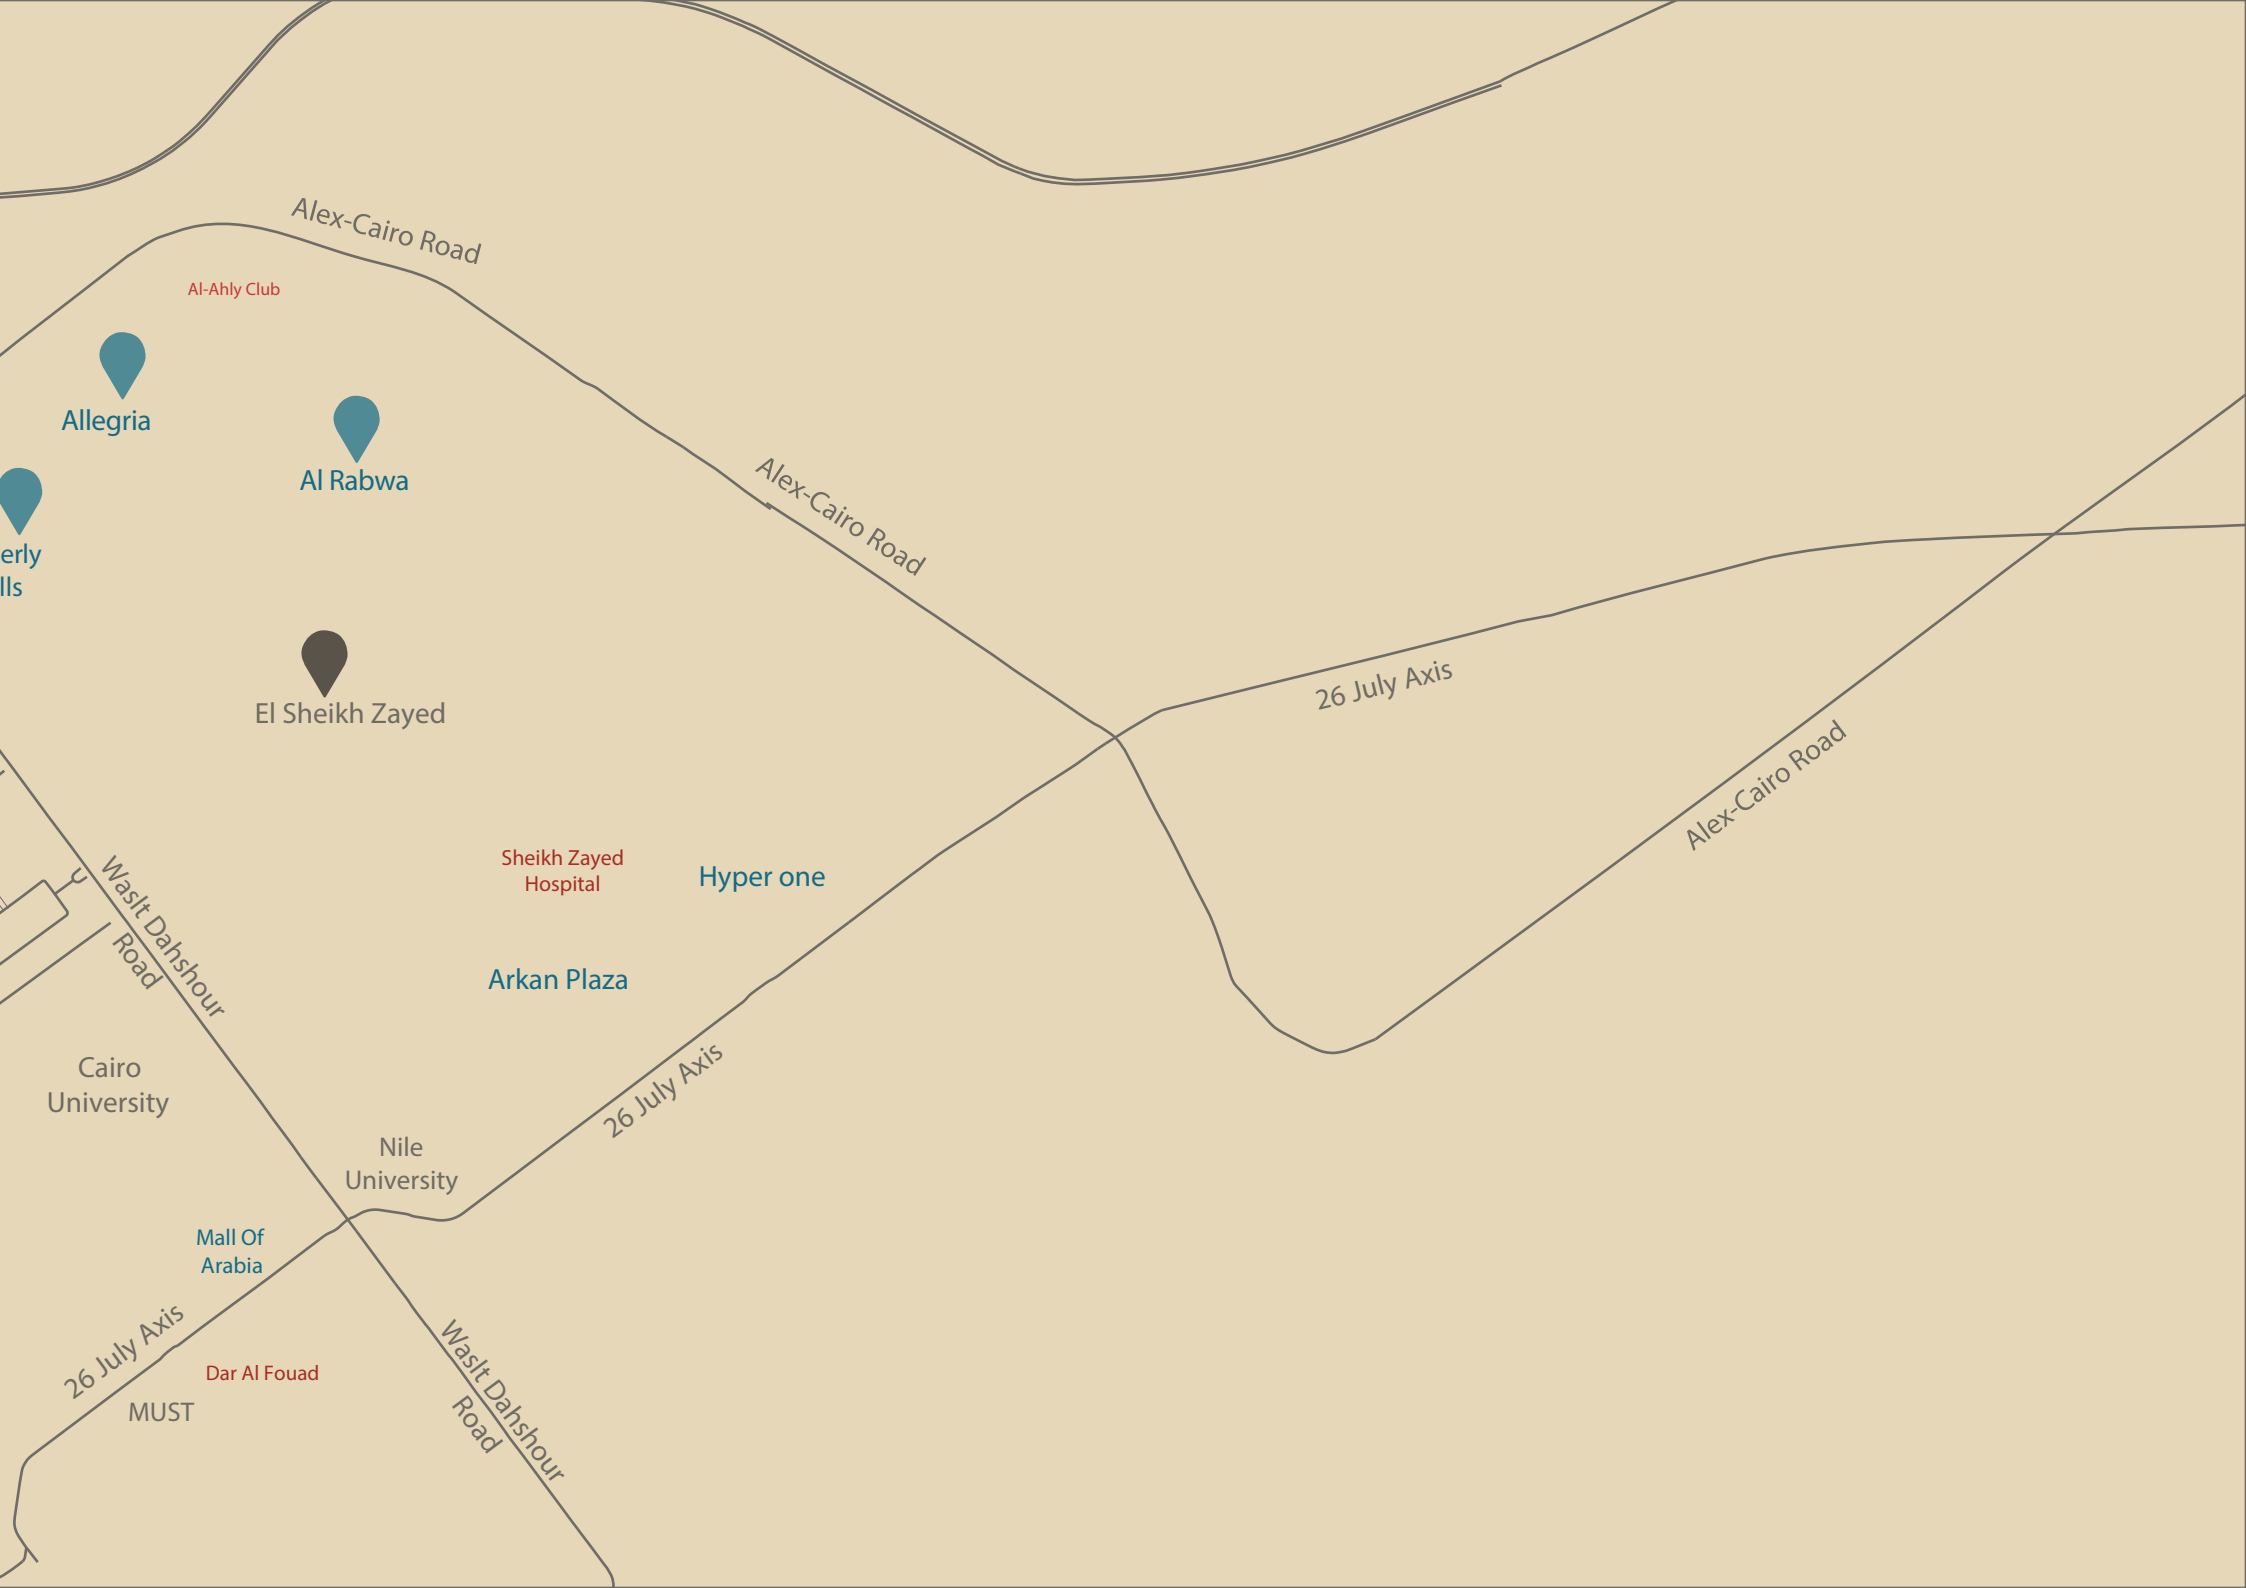 Alex-Cairo Road
Al-Ahly Club
Allegria
Al Rabwa
Alex-Cairo Road
erly
lls
El Sheikh Zayed
26 July Axis
Alex-Cairo Road
Sheikh Zayed
Hospital
Hyper one
Waslt Dahshour
Road
Arkan Plaza
Cairo
University
26 July Axis
Nile
University
Mall Of
Arabia
26 July Axis
Dar Al Fouad
MUST
Waslt Dahshour
Road